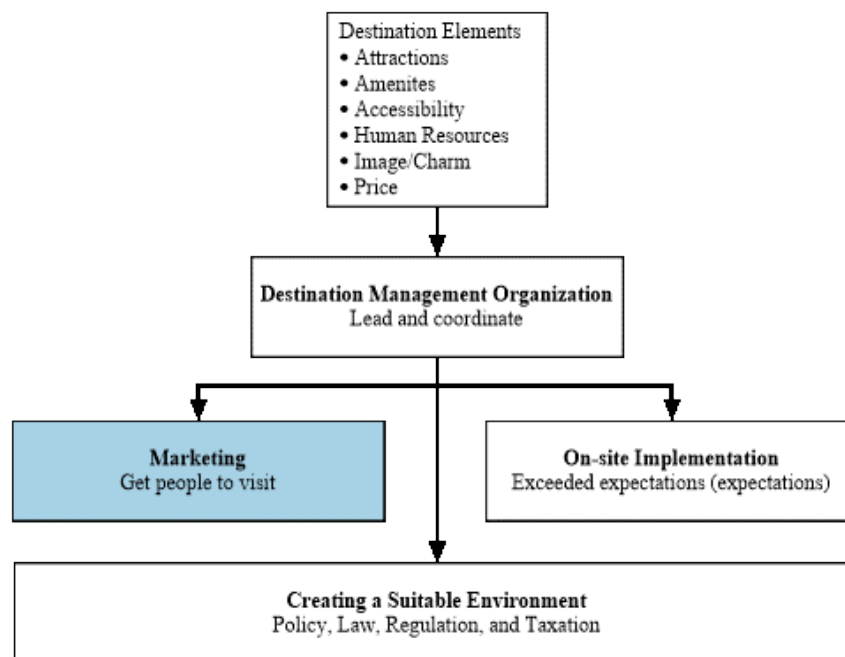 Destination Elements
• Attractions
• Amenites
• Accessibility
• Human Resources
• Image/Charm
• Price
Destination Management Organization
Lead and coordinate
Marketing
Get people to visit
On-site Implementation
Exceeded expectations (expectations)
Creating a Suitable Environment
Policy, Law, Regulation, and Taxation